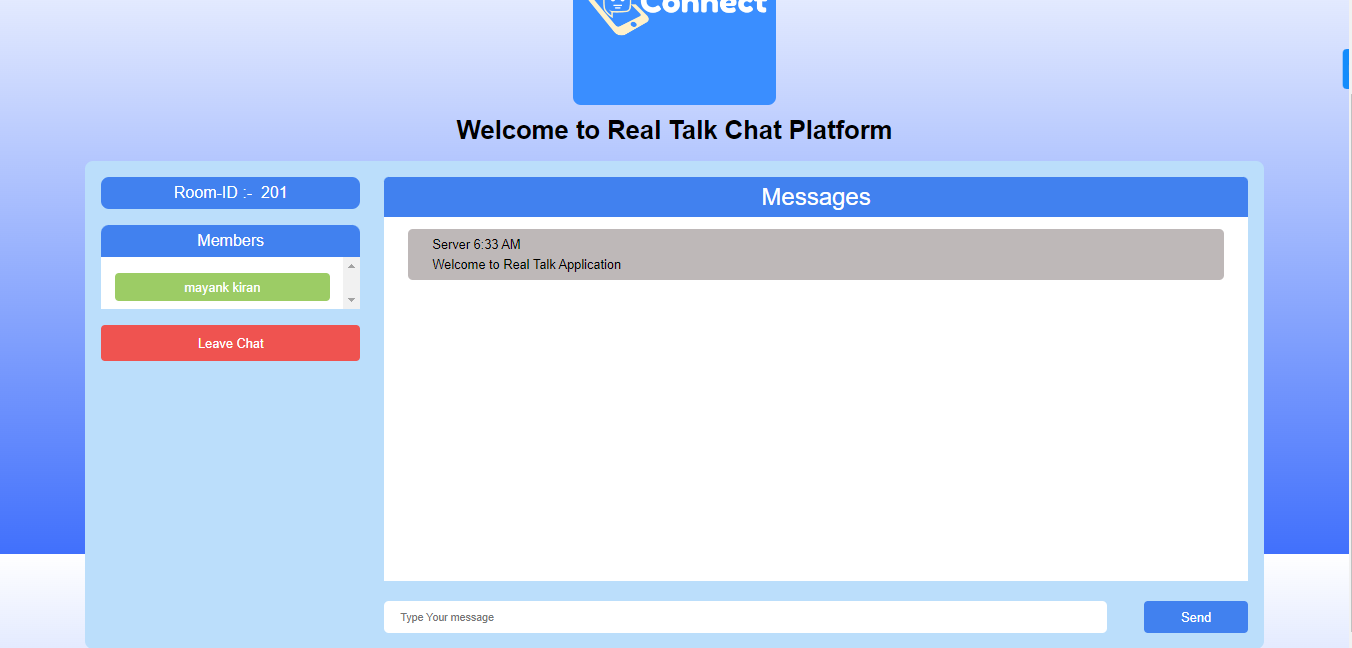 Connect
Welcome to Real Talk Chat Platform
Room-ID :-  201
Members
mayank kiran
Leave Chat
Messages
Server 6:33 AM
Welcome to Real Talk Application
Type Your message
Send